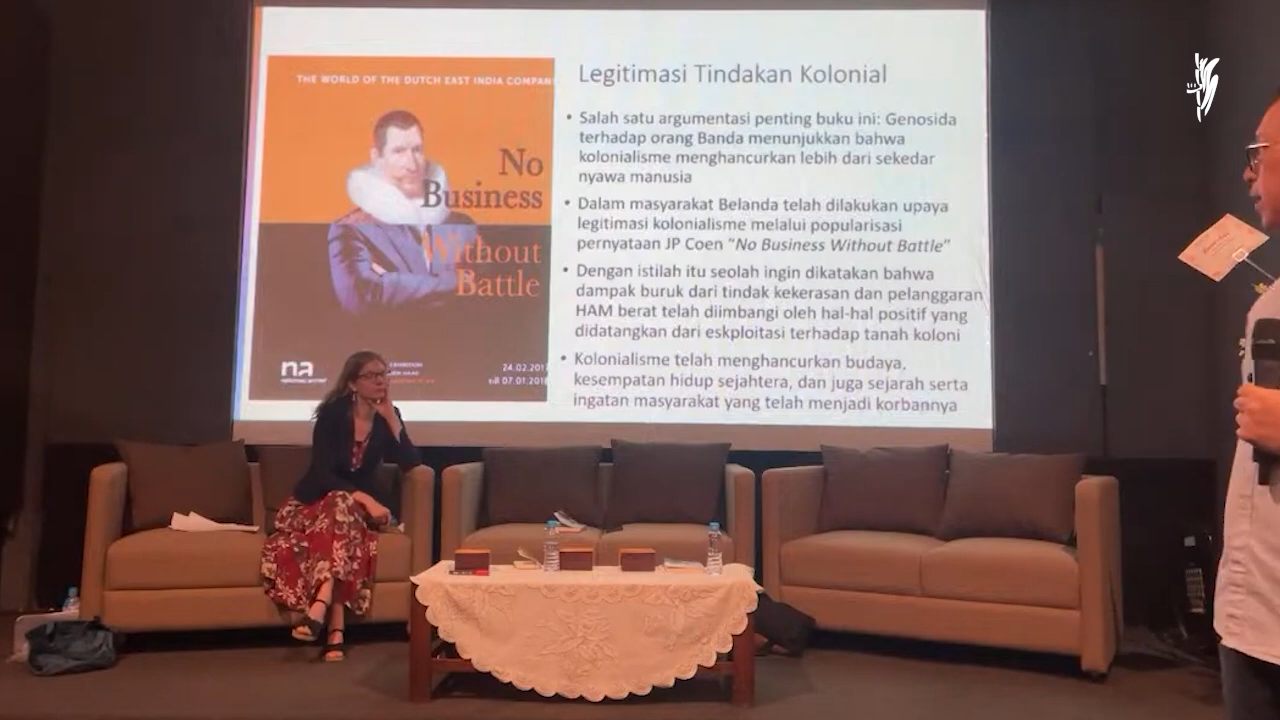 THE WORLD OF THE DUTCH EAST INDIA COMPAN
No
Business
Without
Battle
na
24.02.201
till 07.01.201
Legitimasi Tindakan Kolonial
• Salah satu argumentasi penting buku ini: Genosida
terhadap orang Banda menunjukkan bahwa
kolonialisme menghancurkan lebih dari sekedar
nyawa manusia
• Dalam masyarakat Belanda telah dilakukan upaya
legitimasi kolonialisme melalui popularisasi
pernyataan JP Coen "No Business Without Battle"
• Dengan istilah itu seolah ingin dikatakan bahwa
dampak buruk dari tindak kekerasan dan pelanggaran
HAM berat telah diimbangi oleh hal-hal positif yang
didatangkan dari eskploitasi terhadap tanah koloni
• Kolonialisme telah menghancurkan budaya,
kesempatan hidup sejahtera, dan juga sejarah serta
ingatan masyarakat yang telah menjadi korbannya